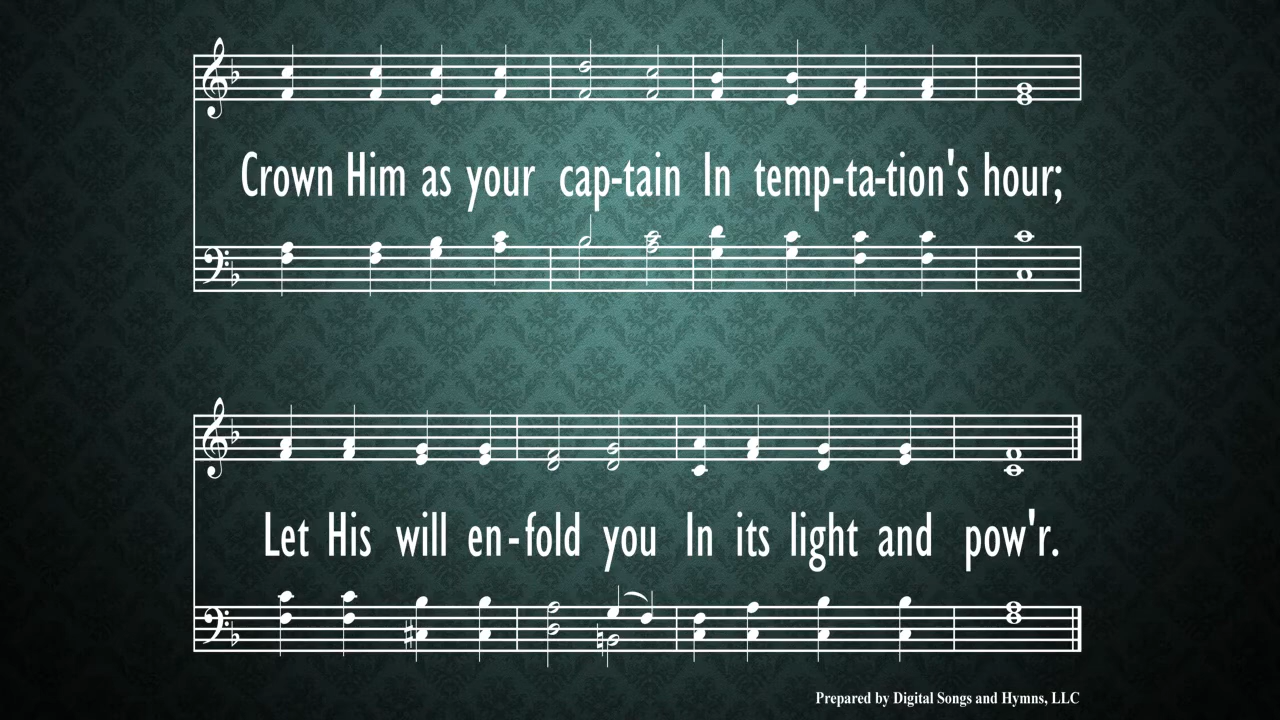 Crown Him as your cap-tain In temp-ta-tion's hour;
Let His will en-fold you In its light and pow'r.
Prepared by Digital Songs and Hymns, LLC